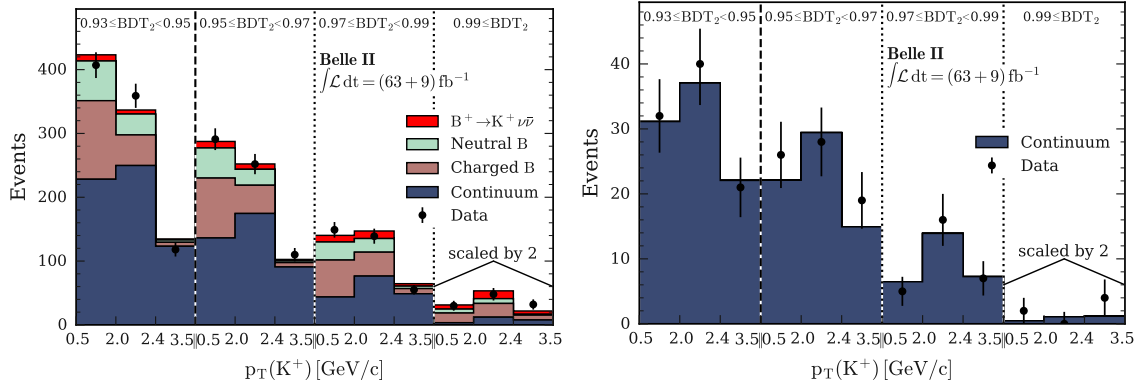 0.93≤BDT₂<0.95 0.95≤BDT₂<0.97 0.97≤BDT₂<0.99 0.99≤BDT₂
Belle II
∫ℒ dt = (63 + 9) fb⁻¹
B⁺→K⁺νν̄
Neutral B
Charged B
Continuum
Data
scaled by 2
Events
400
300
200
100
0
0.5 2.0 2.4 3.5 0.5 2.0 2.4 3.5 0.5 2.0 2.4 3.5 0.5 2.0 2.4 3.5
p_T(K⁺) [GeV/c]
0.93≤BDT₂<0.95 0.95≤BDT₂<0.97 0.97≤BDT₂<0.99 0.99≤BDT₂
Belle II
∫ℒ dt = (63 + 9) fb⁻¹
Continuum
Data
scaled by 2
Events
40
30
20
10
0
0.5 2.0 2.4 3.5 0.5 2.0 2.4 3.5 0.5 2.0 2.4 3.5 0.5 2.0 2.4 3.5
p_T(K⁺) [GeV/c]